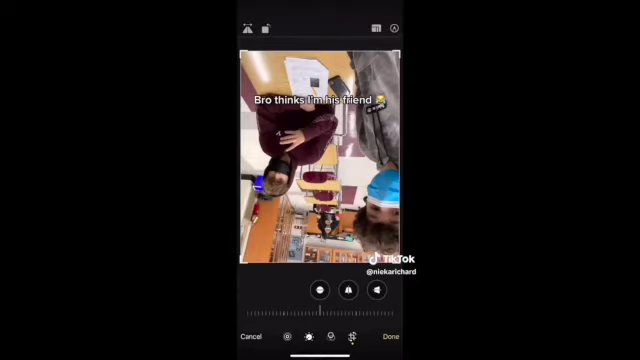 Bro thinks I'm his friend 😹
TikTok
@niekarichard
Cancel
Done